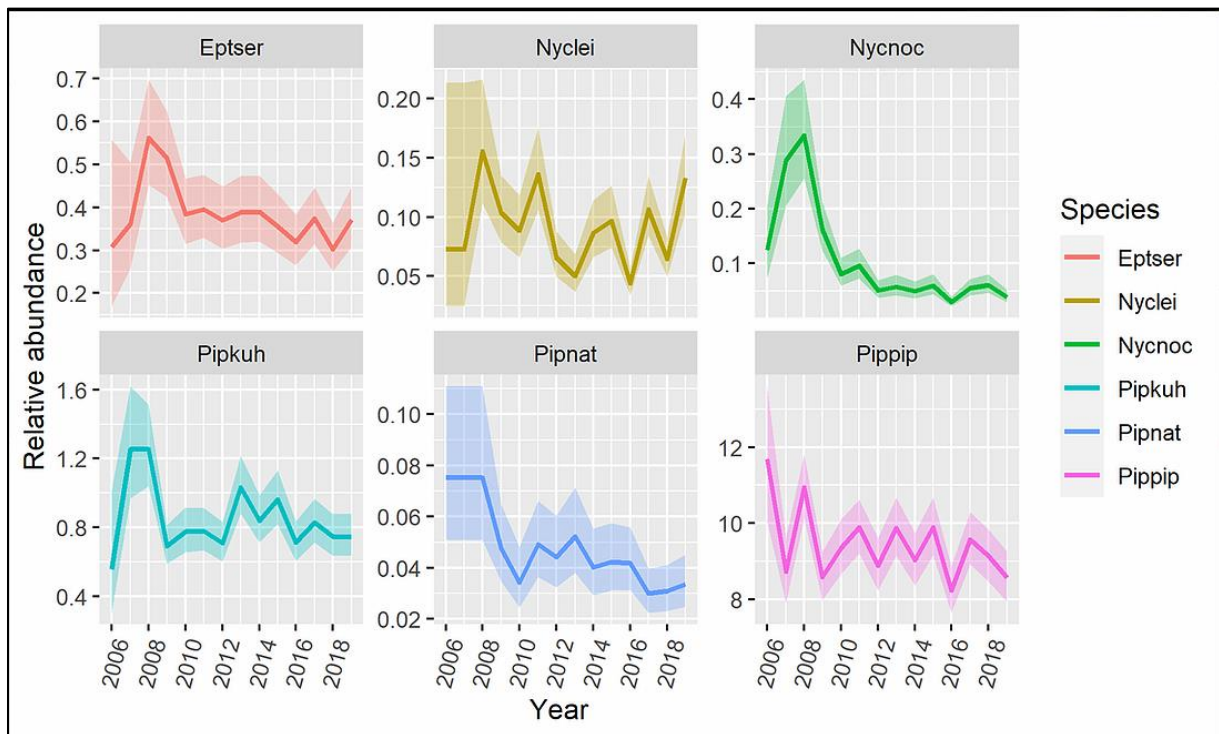 Eptser Nyclei Nycnoc
0.7
0.6
0.5
0.4
0.3
0.2
0.20
0.15
0.10
0.05
0.4
0.3
0.2
0.1
Pipkuh Pipnat Pippip
1.6
1.2
0.8
0.4
0.10
0.08
0.06
0.04
0.02
12
10
8
2006 2008 2010 2012 2014 2016 2018
2006 2008 2010 2012 2014 2016 2018
2006 2008 2010 2012 2014 2016 2018
Relative abundance
Year
Species
Eptser
Nyclei
Nycnoc
Pipkuh
Pipnat
Pippip